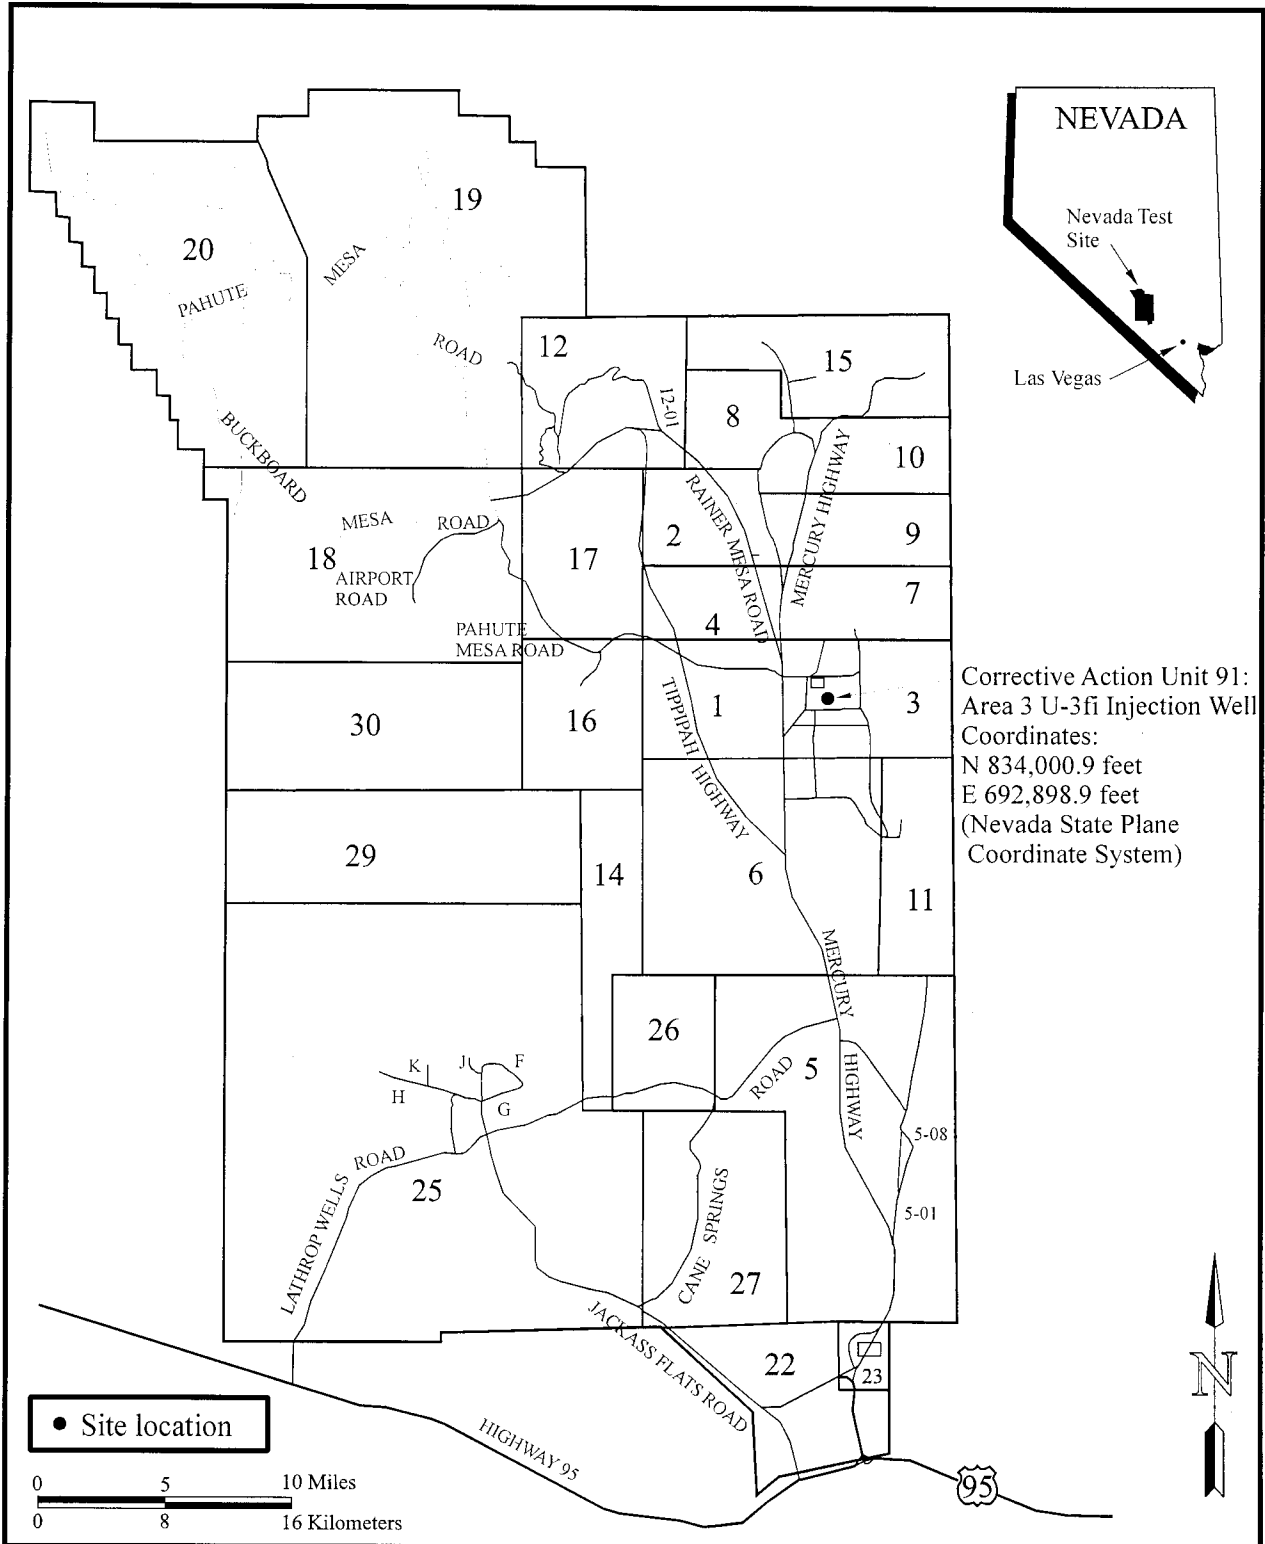 NEVADA
Nevada Test
Site
Las Vegas
19
20
MESA
PAHUTE
ROAD
12
15
12-01
8
BUCKBOARD
10
MERCURY HIGHWAY
RAINER MESA ROAD
MESA
ROAD
2
9
17
18
AIRPORT
ROAD
7
4
PAHUTE
MESA ROAD
Corrective Action Unit 91:
Area 3 U-3fi Injection Well
Coordinates:
N 834,000.9 feet
E 692,898.9 feet
(Nevada State Plane
Coordinate System)
TIPPIPAH HIGHWAY
1
3
16
30
29
14
6
11
MERCURY
HIGHWAY
26
5
ROAD
K
J
F
H
G
5-08
LATHROP WELLS ROAD
25
5-01
CANE SPRINGS
27
JACKASS FLATS ROAD
22
23
N
Site location
HIGHWAY 95
95
0 5 10 Miles
0 8 16 Kilometers